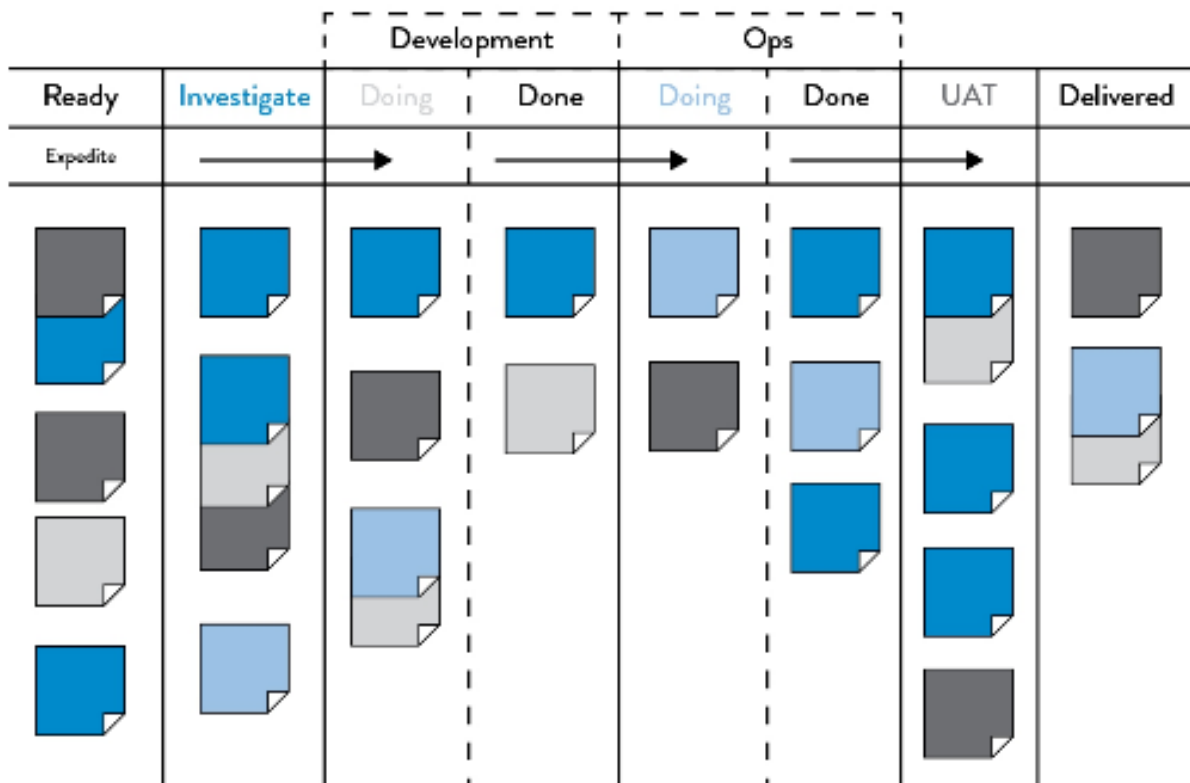 Development Ops
Ready Investigate Doing Done Doing Done UAT Delivered
Expedite